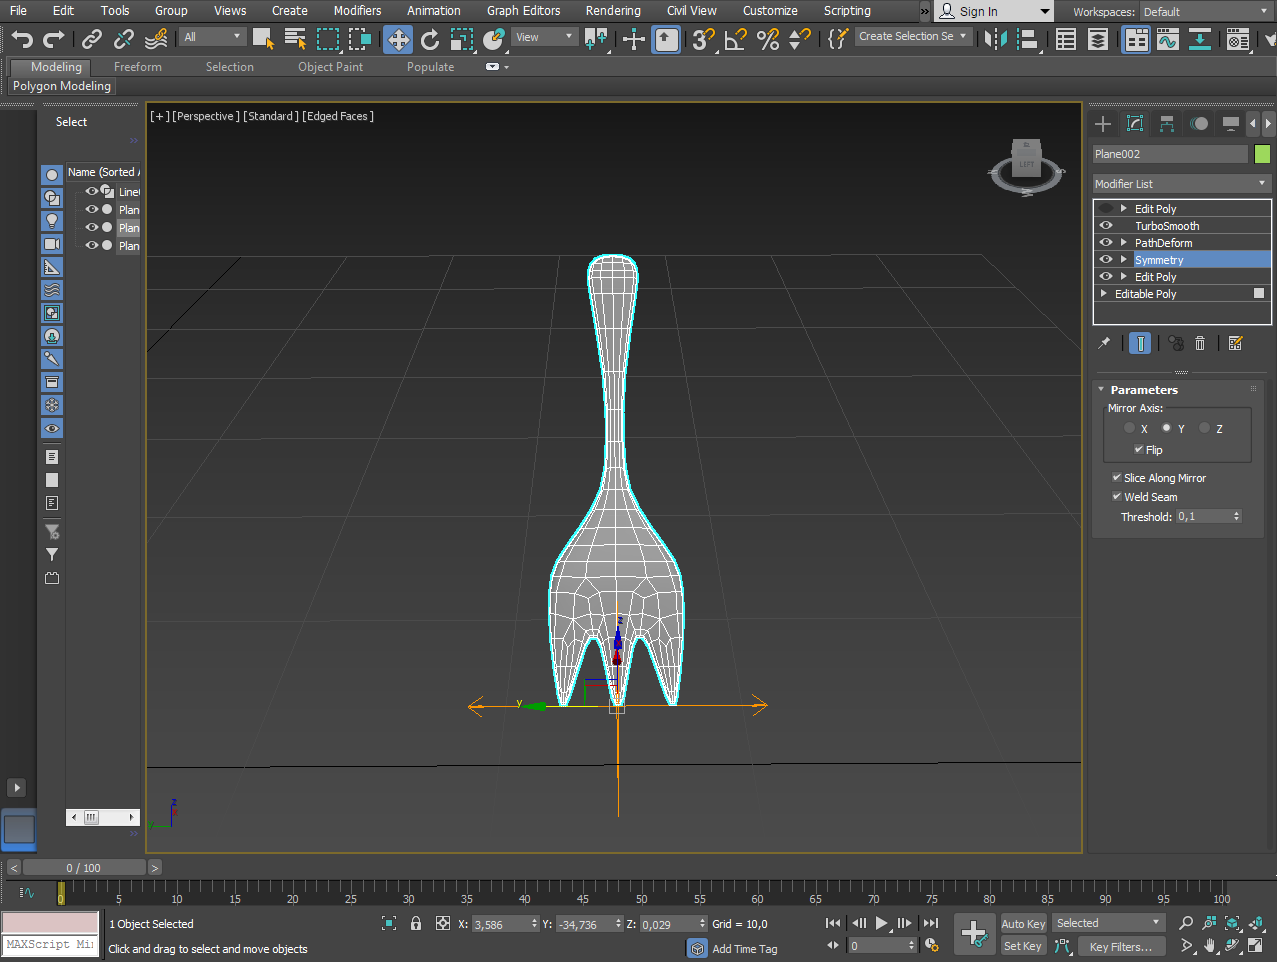 File Edit Tools Group Views Create Modifiers Animation Graph Editors Rendering Civil View Customize Scripting » Sign In Workspaces: Default
All View 3 Create Selection Se
Modeling Freeform Selection Object Paint Populate
Polygon Modeling
Select
Name (Sorted A
Line
Plan
Plan
Plan
[+] [Perspective ] [Standard ] [Edged Faces ]
LEFT
Plane002
Modifier List
Edit Poly
TurboSmooth
PathDeform
Symmetry
Edit Poly
Editable Poly
Parameters
Mirror Axis:
X Y Z
Flip
Slice Along Mirror
Weld Seam
Threshold: 0,1
z
y
z
x
0 / 100
0 5 10 15 20 25 30 35 40 45 50 55 60 65 70 75 80 85 90 95 100
1 Object Selected X: 3,586 Y: -34,736 Z: 0,029 Grid = 10,0 Auto Key Selected
MAXScript Mi Click and drag to select and move objects Add Time Tag 0 Set Key Key Filters...